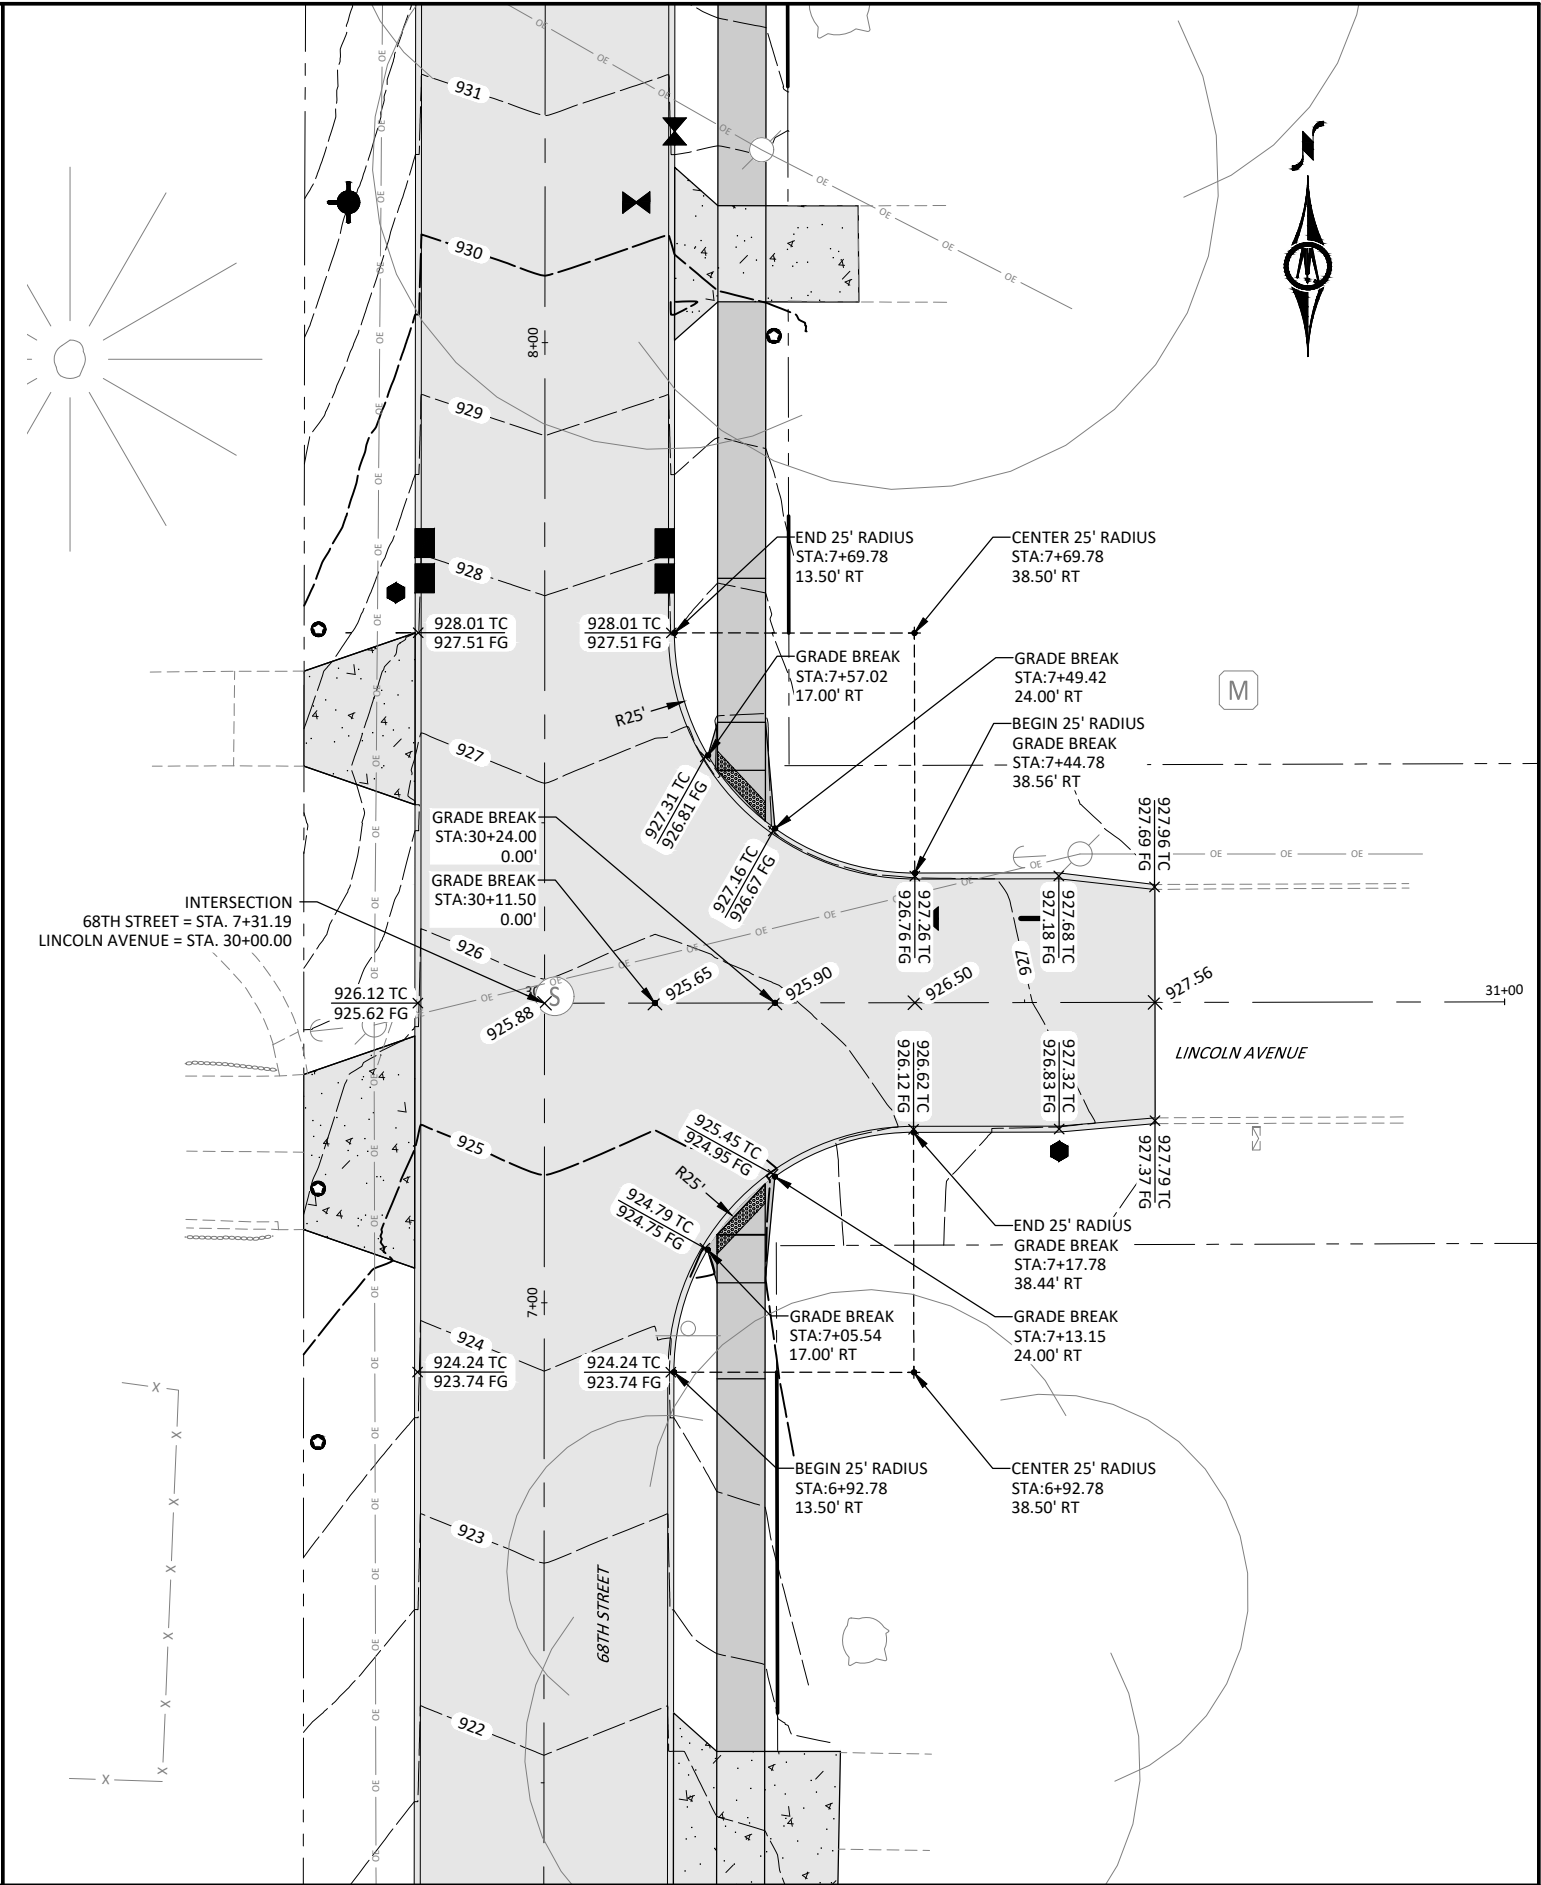 931
930
8+00
929
928
END 25' RADIUS
STA:7+69.78
13.50' RT
CENTER 25' RADIUS
STA:7+69.78
38.50' RT
928.01 TC
927.51 FG
928.01 TC
927.51 FG
GRADE BREAK
STA:7+57.02
17.00' RT
GRADE BREAK
STA:7+49.42
24.00' RT
M
R25'
BEGIN 25' RADIUS
GRADE BREAK
STA:7+44.78
38.56' RT
927
927.31 TC
926.81 FG
GRADE BREAK
STA:30+24.00
0.00'
927.96 TC
927.69 FG
927.16 TC
926.67 FG
GRADE BREAK
STA:30+11.50
0.00'
INTERSECTION
68TH STREET = STA. 7+31.19
LINCOLN AVENUE = STA. 30+00.00
927.26 TC
926.76 FG
927.68 TC
927.18 FG
926
927
925.65
925.90
926.50
927.56
31+00
926.12 TC
925.62 FG
S
925.88
LINCOLN AVENUE
926.62 TC
926.12 FG
927.32 TC
926.83 FG
925
925.45 TC
924.95 FG
927.79 TC
927.37 FG
R25'
924.79 TC
924.75 FG
END 25' RADIUS
GRADE BREAK
STA:7+17.78
38.44' RT
7+00
GRADE BREAK
STA:7+05.54
17.00' RT
GRADE BREAK
STA:7+13.15
24.00' RT
924
924.24 TC
923.74 FG
924.24 TC
923.74 FG
BEGIN 25' RADIUS
STA:6+92.78
13.50' RT
CENTER 25' RADIUS
STA:6+92.78
38.50' RT
923
68TH STREET
922
OE
OE
OE
OE
OE
OE
OE
OE
OE
OE
OE
OE
X
X
X
X
X
X
X
N